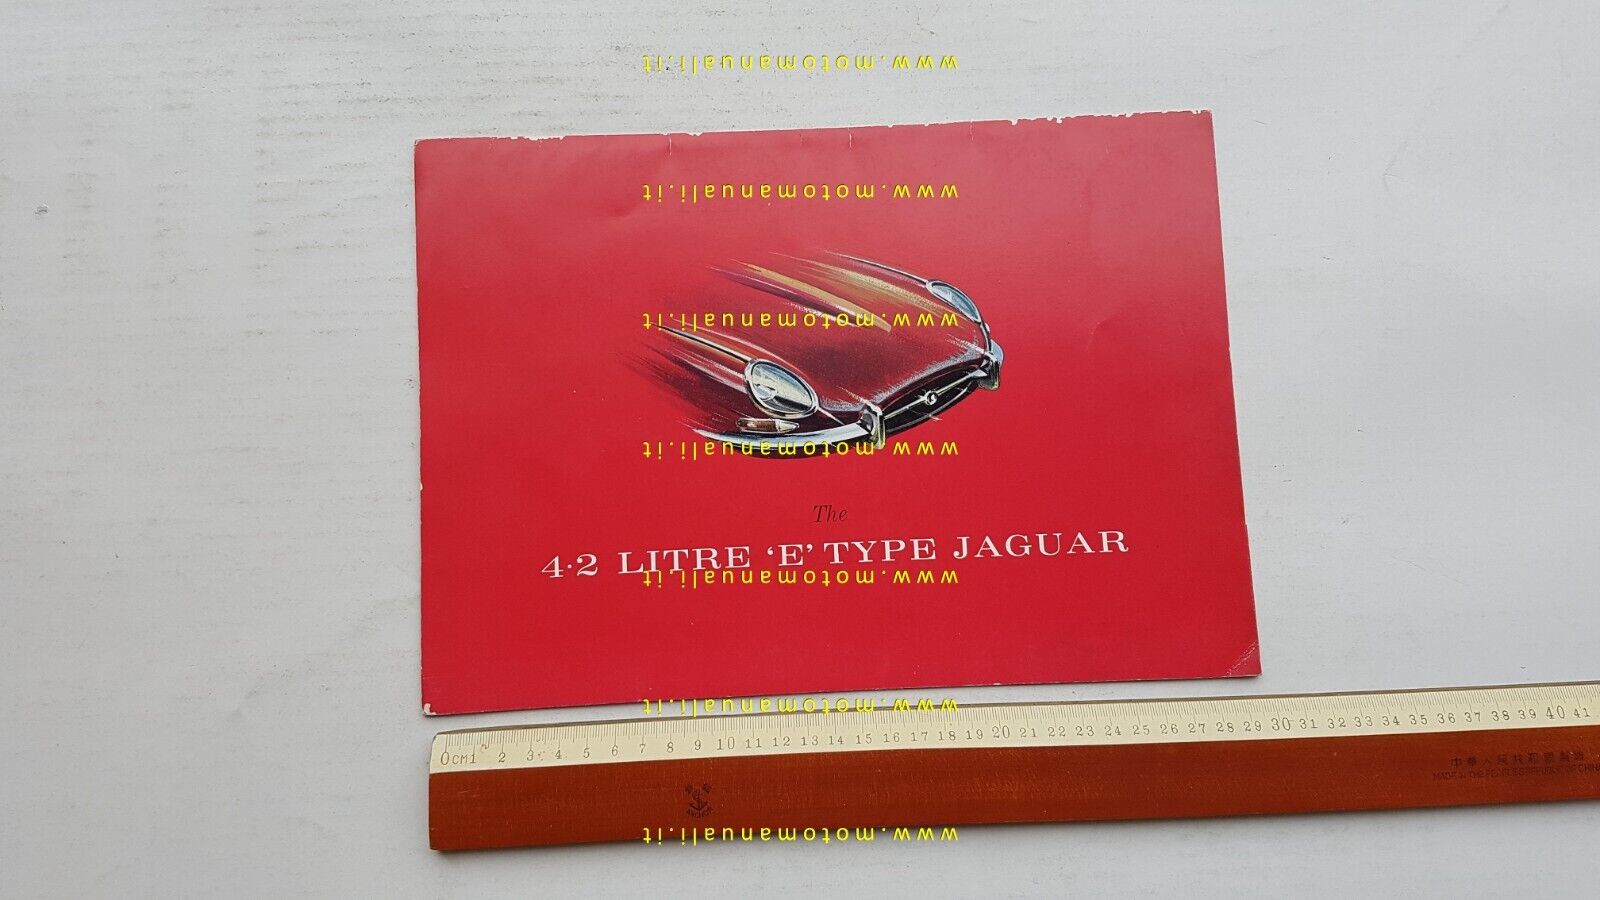 www.motomanuali.it
www.motomanuali.it
www.motomanuali.it
www.motomanuali.it
The
4·2 LITRE ‘E’ TYPE JAGUAR
www.motomanuali.it
www.motomanuali.it
0CM1 2 3 4 5 6 7 8 9 10 11 12 13 14 15 16 17 18 19 20 21 22 23 24 25 26 27 28 29 30 31 32 33 34 35 36 37 38 39 40 41
MADE IN THE PEOPLE'S REPUBLIC OF CHINA
ANCHOR
www.motomanuali.it